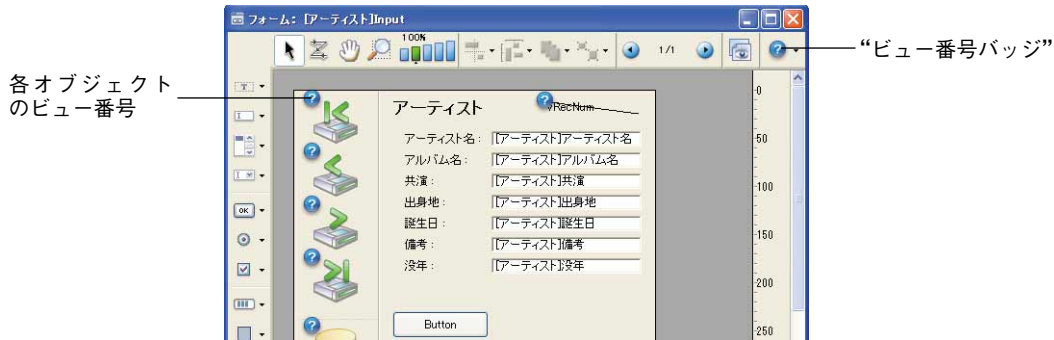 フォーム: [アーティスト]Input
100%
1/1
“ビュー番号バッジ”
各オブジェクト
のビュー番号
T
OK
0
50
100
150
200
250
アーティスト
vRecNum
アーティスト名: [アーティスト]アーティスト名
アルバム名: [アーティスト]アルバム名
共演: [アーティスト]共演
出身地: [アーティスト]出身地
誕生日: [アーティスト]誕生日
備考: [アーティスト]備考
没年: [アーティスト]没年
Button